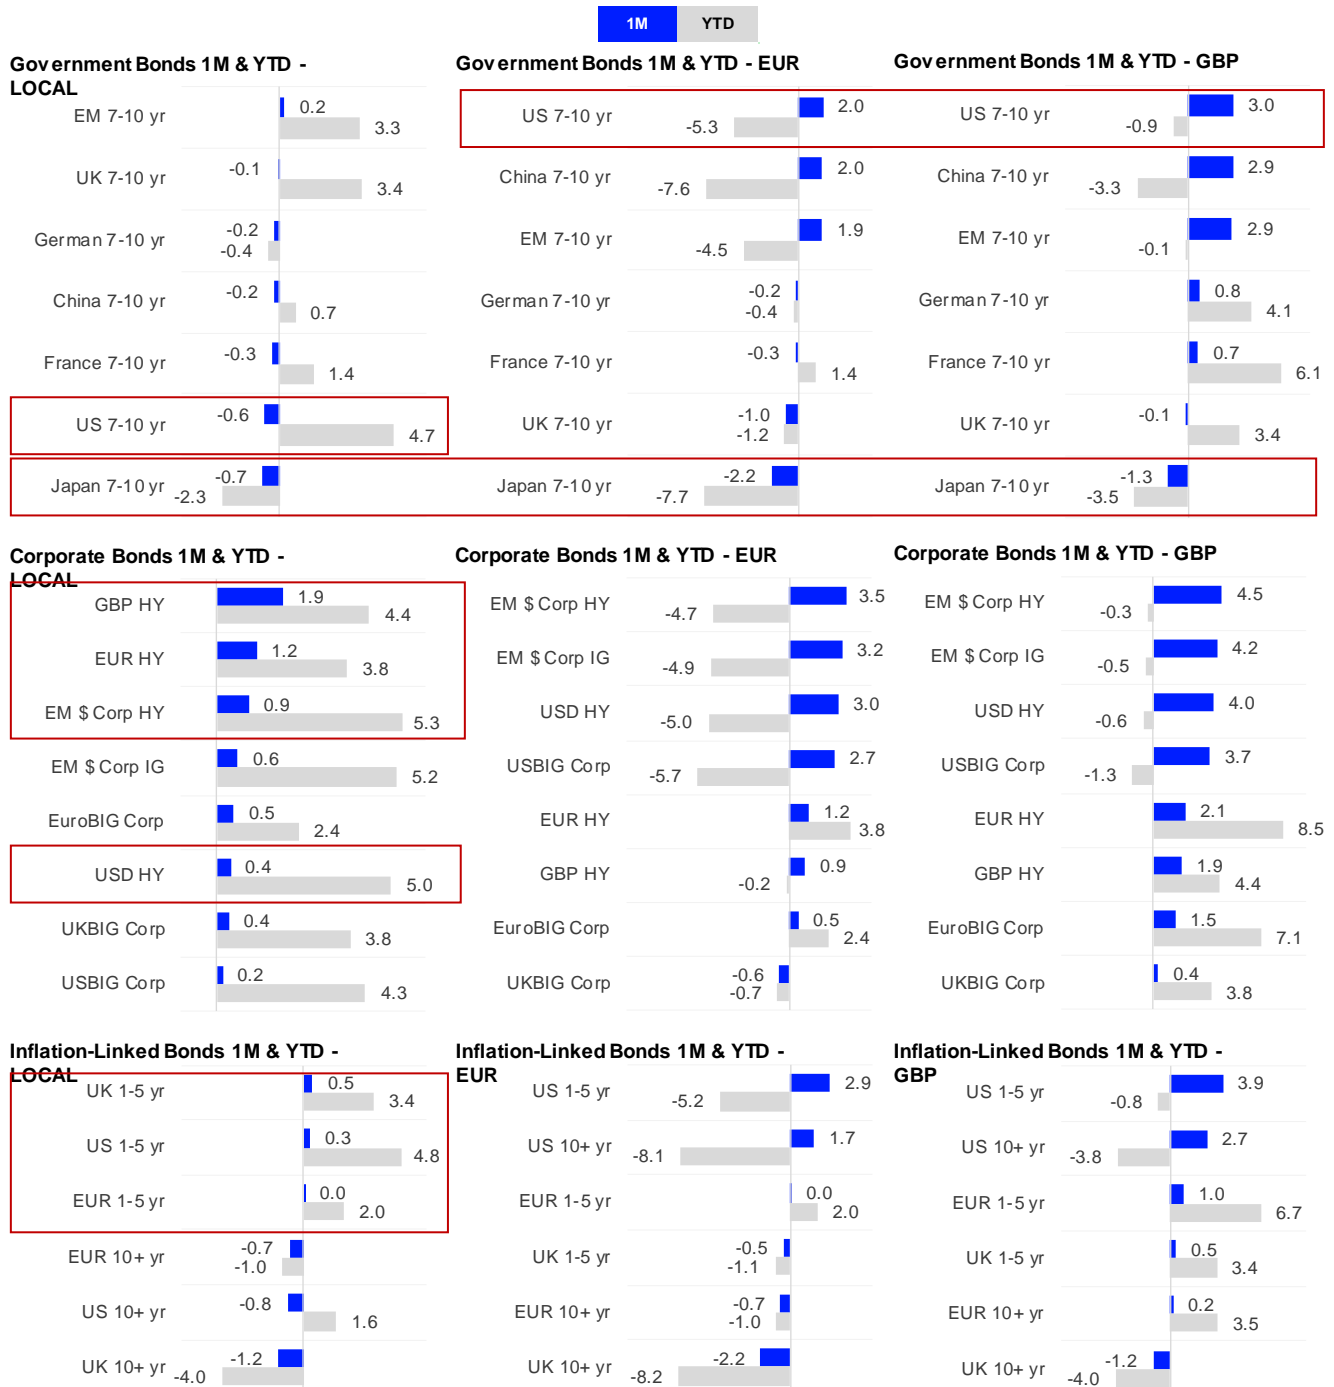 1M YTD
Government Bonds 1M & YTD - LOCAL
EM 7-10 yr 0.2 3.3
UK 7-10 yr -0.1 3.4
German 7-10 yr -0.2 -0.4
China 7-10 yr -0.2 0.7
France 7-10 yr -0.3 1.4
US 7-10 yr -0.6 4.7
Japan 7-10 yr -0.7 -2.3
Government Bonds 1M & YTD - EUR
US 7-10 yr 2.0 -5.3
China 7-10 yr 2.0 -7.6
EM 7-10 yr 1.9 -4.5
German 7-10 yr -0.2 -0.4
France 7-10 yr -0.3 1.4
UK 7-10 yr -1.0 -1.2
Japan 7-10 yr -2.2 -7.7
Government Bonds 1M & YTD - GBP
US 7-10 yr 3.0 -0.9
China 7-10 yr 2.9 -3.3
EM 7-10 yr 2.9 -0.1
German 7-10 yr 0.8 4.1
France 7-10 yr 0.7 6.1
UK 7-10 yr -0.1 3.4
Japan 7-10 yr -1.3 -3.5
Corporate Bonds 1M & YTD - LOCAL
GBP HY 1.9 4.4
EUR HY 1.2 3.8
EM $ Corp HY 0.9 5.3
EM $ Corp IG 0.6 5.2
EuroBIG Corp 0.5 2.4
USD HY 0.4 5.0
UKBIG Corp 0.4 3.8
USBIG Corp 0.2 4.3
Corporate Bonds 1M & YTD - EUR
EM $ Corp HY 3.5 -4.7
EM $ Corp IG 3.2 -4.9
USD HY 3.0 -5.0
USBIG Corp 2.7 -5.7
EUR HY 1.2 3.8
GBP HY 0.9 -0.2
EuroBIG Corp 0.5 2.4
UKBIG Corp -0.6 -0.7
Corporate Bonds 1M & YTD - GBP
EM $ Corp HY 4.5 -0.3
EM $ Corp IG 4.2 -0.5
USD HY 4.0 -0.6
USBIG Corp 3.7 -1.3
EUR HY 2.1 8.5
GBP HY 1.9 4.4
EuroBIG Corp 1.5 7.1
UKBIG Corp 0.4 3.8
Inflation-Linked Bonds 1M & YTD - LOCAL
UK 1-5 yr 0.5 3.4
US 1-5 yr 0.3 4.8
EUR 1-5 yr 0.0 2.0
EUR 10+ yr -0.7 -1.0
US 10+ yr -0.8 1.6
UK 10+ yr -1.2 -4.0
Inflation-Linked Bonds 1M & YTD - EUR
US 1-5 yr 2.9 -5.2
US 10+ yr 1.7 -8.1
EUR 1-5 yr 0.0 2.0
UK 1-5 yr -0.5 -1.1
EUR 10+ yr -0.7 -1.0
UK 10+ yr -2.2 -8.2
Inflation-Linked Bonds 1M & YTD - GBP
US 1-5 yr 3.9 -0.8
US 10+ yr 2.7 -3.8
EUR 1-5 yr 1.0 6.7
UK 1-5 yr 0.5 3.4
EUR 10+ yr 0.2 3.5
UK 10+ yr -1.2 -4.0